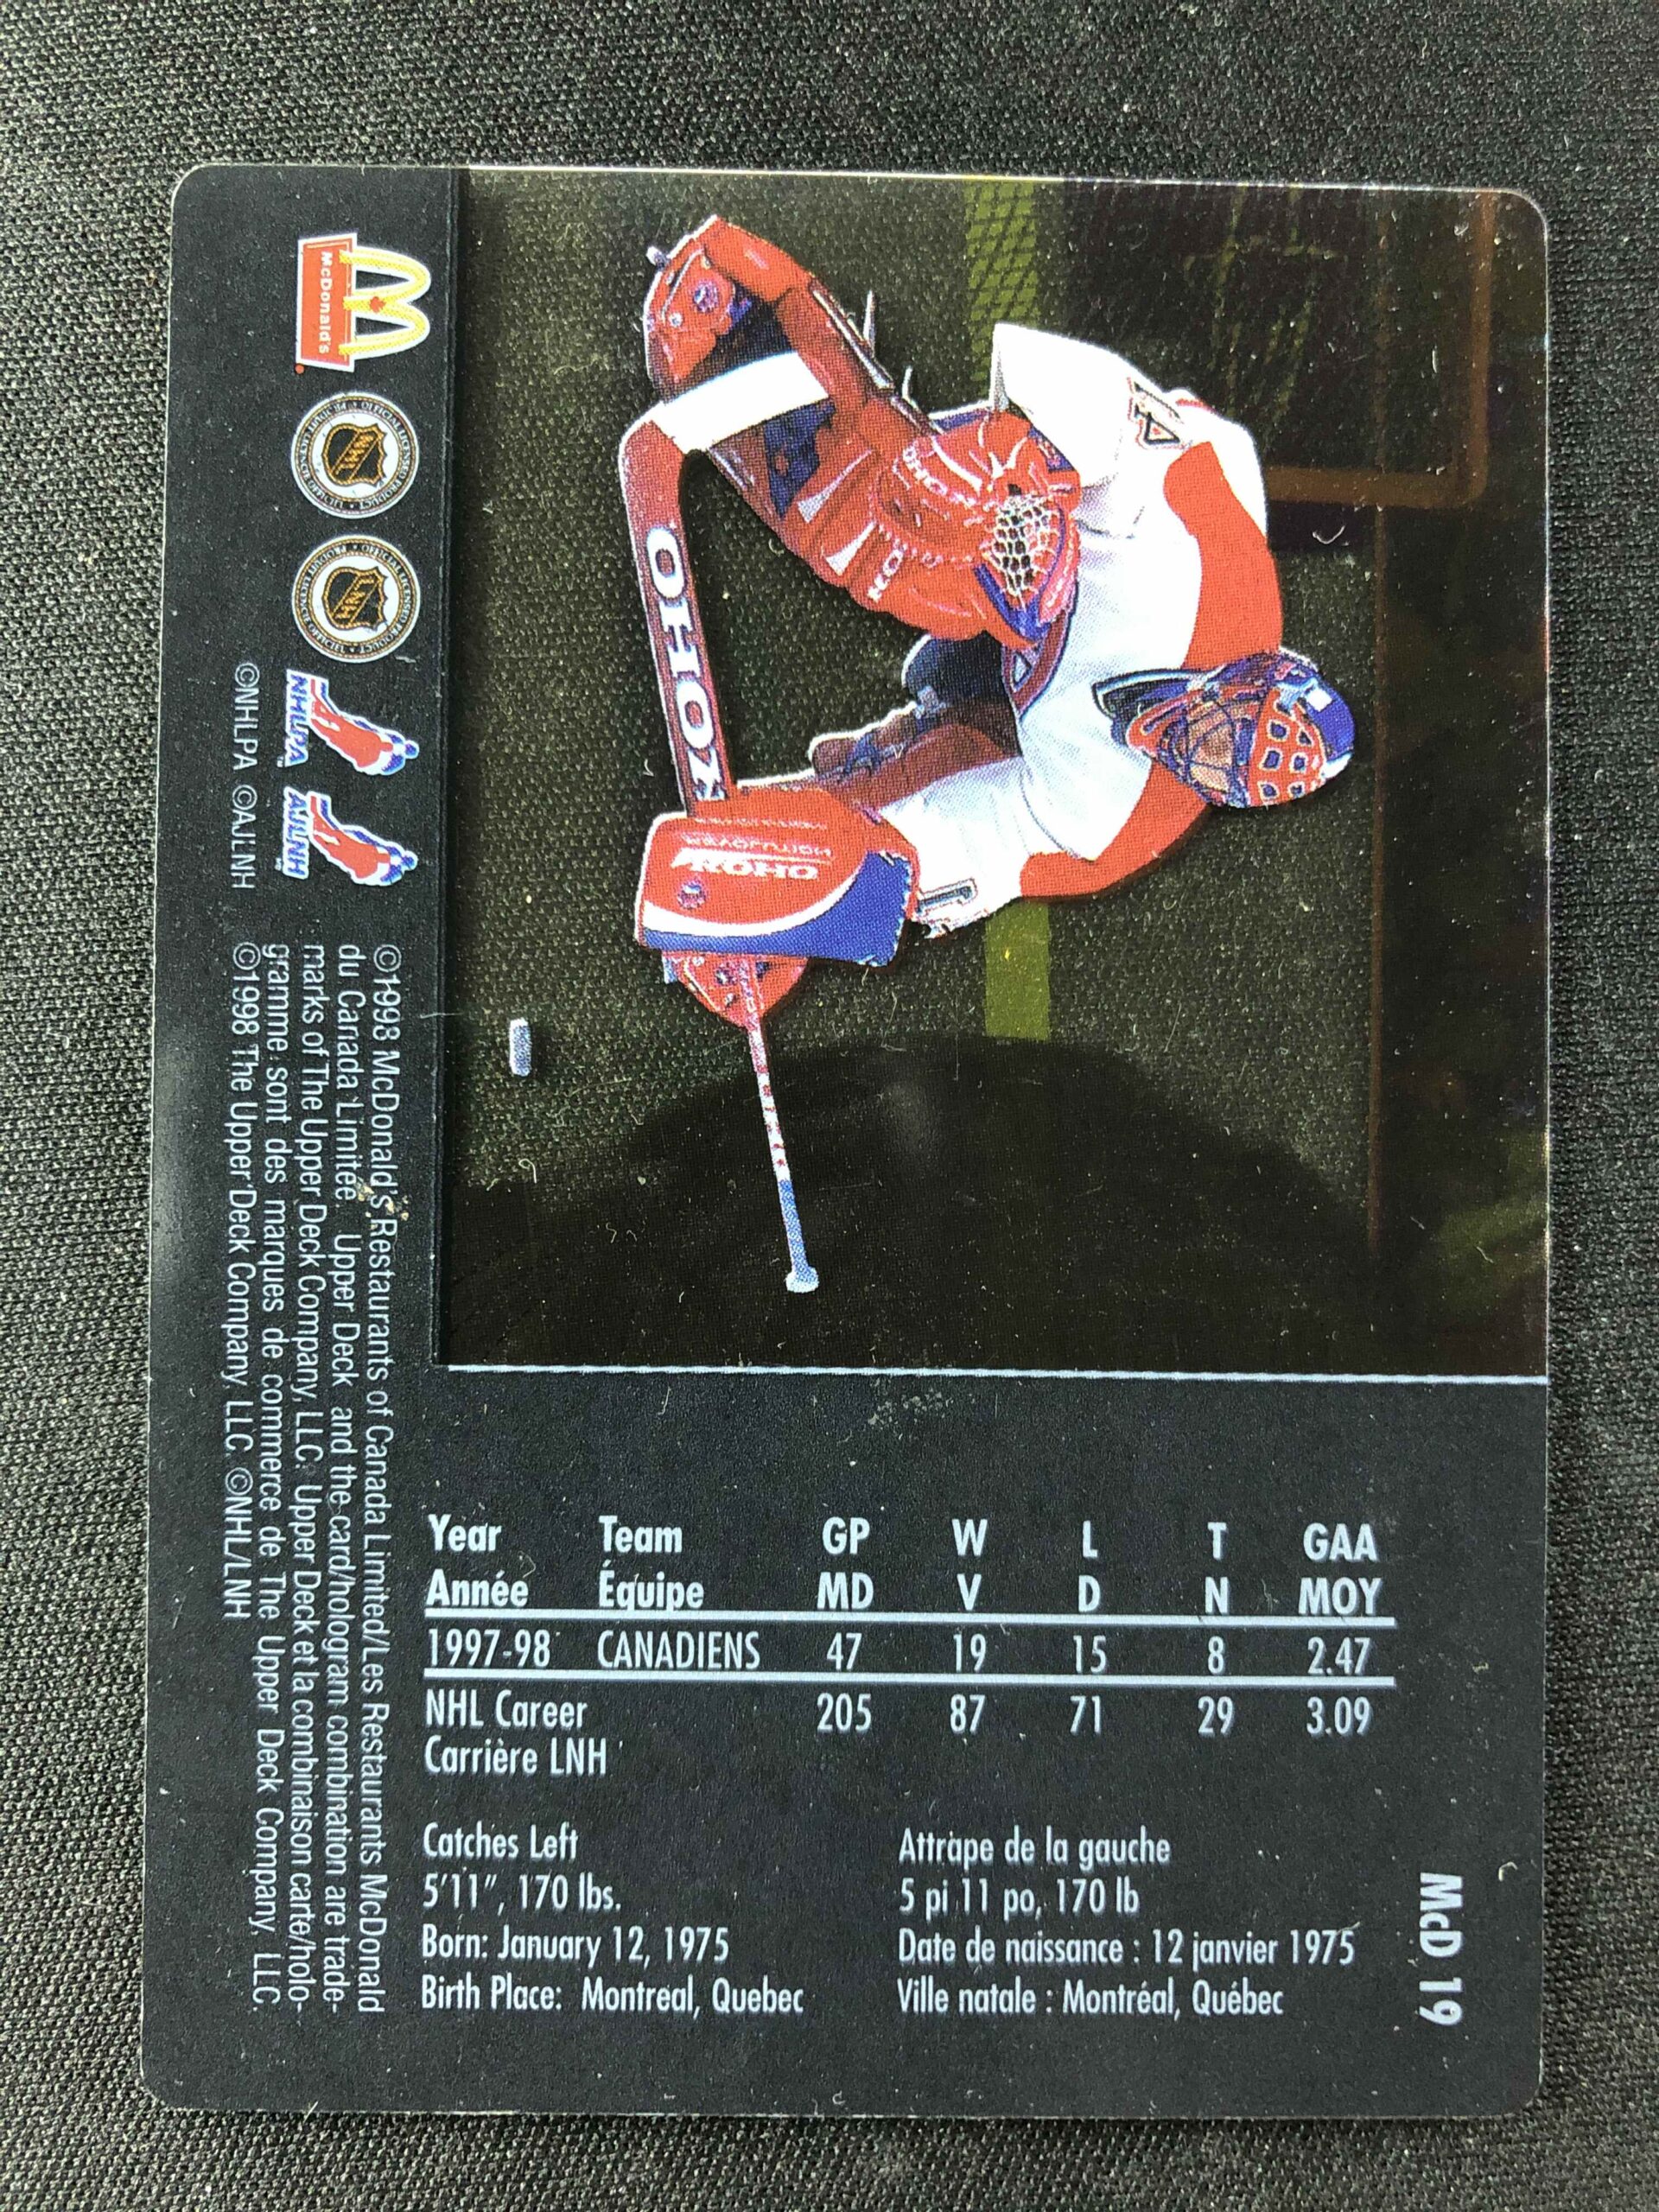 McD 19
Year Team GP W L T GAA
Année Équipe MD V D N MOY
1997-98 CANADIENS 47 19 15 8 2.47
NHL Career 205 87 71 29 3.09
Carrière LNH
Catches Left
5'11", 170 lbs.
Born: January 12, 1975
Birth Place: Montreal, Quebec
Attrape de la gauche
5 pi 11 po, 170 lb
Date de naissance : 12 janvier 1975
Ville natale : Montréal, Québec
KOHO
KOHO
REVOLUTION
McDonald's
NHL
LNH
NHLPA
AJLNH
©NHLPA ©AJLNH
©1998 McDonald's Restaurants of Canada Limited/Les Restaurants McDonald
du Canada Limitée. Upper Deck and the card/hologram combination are trade-
marks of The Upper Deck Company, LLC. Upper Deck et la combinaison carte/holo-
gramme sont des marques de commerce de The Upper Deck Company, LLC.
©1998 The Upper Deck Company, LLC. ©NHL/LNH